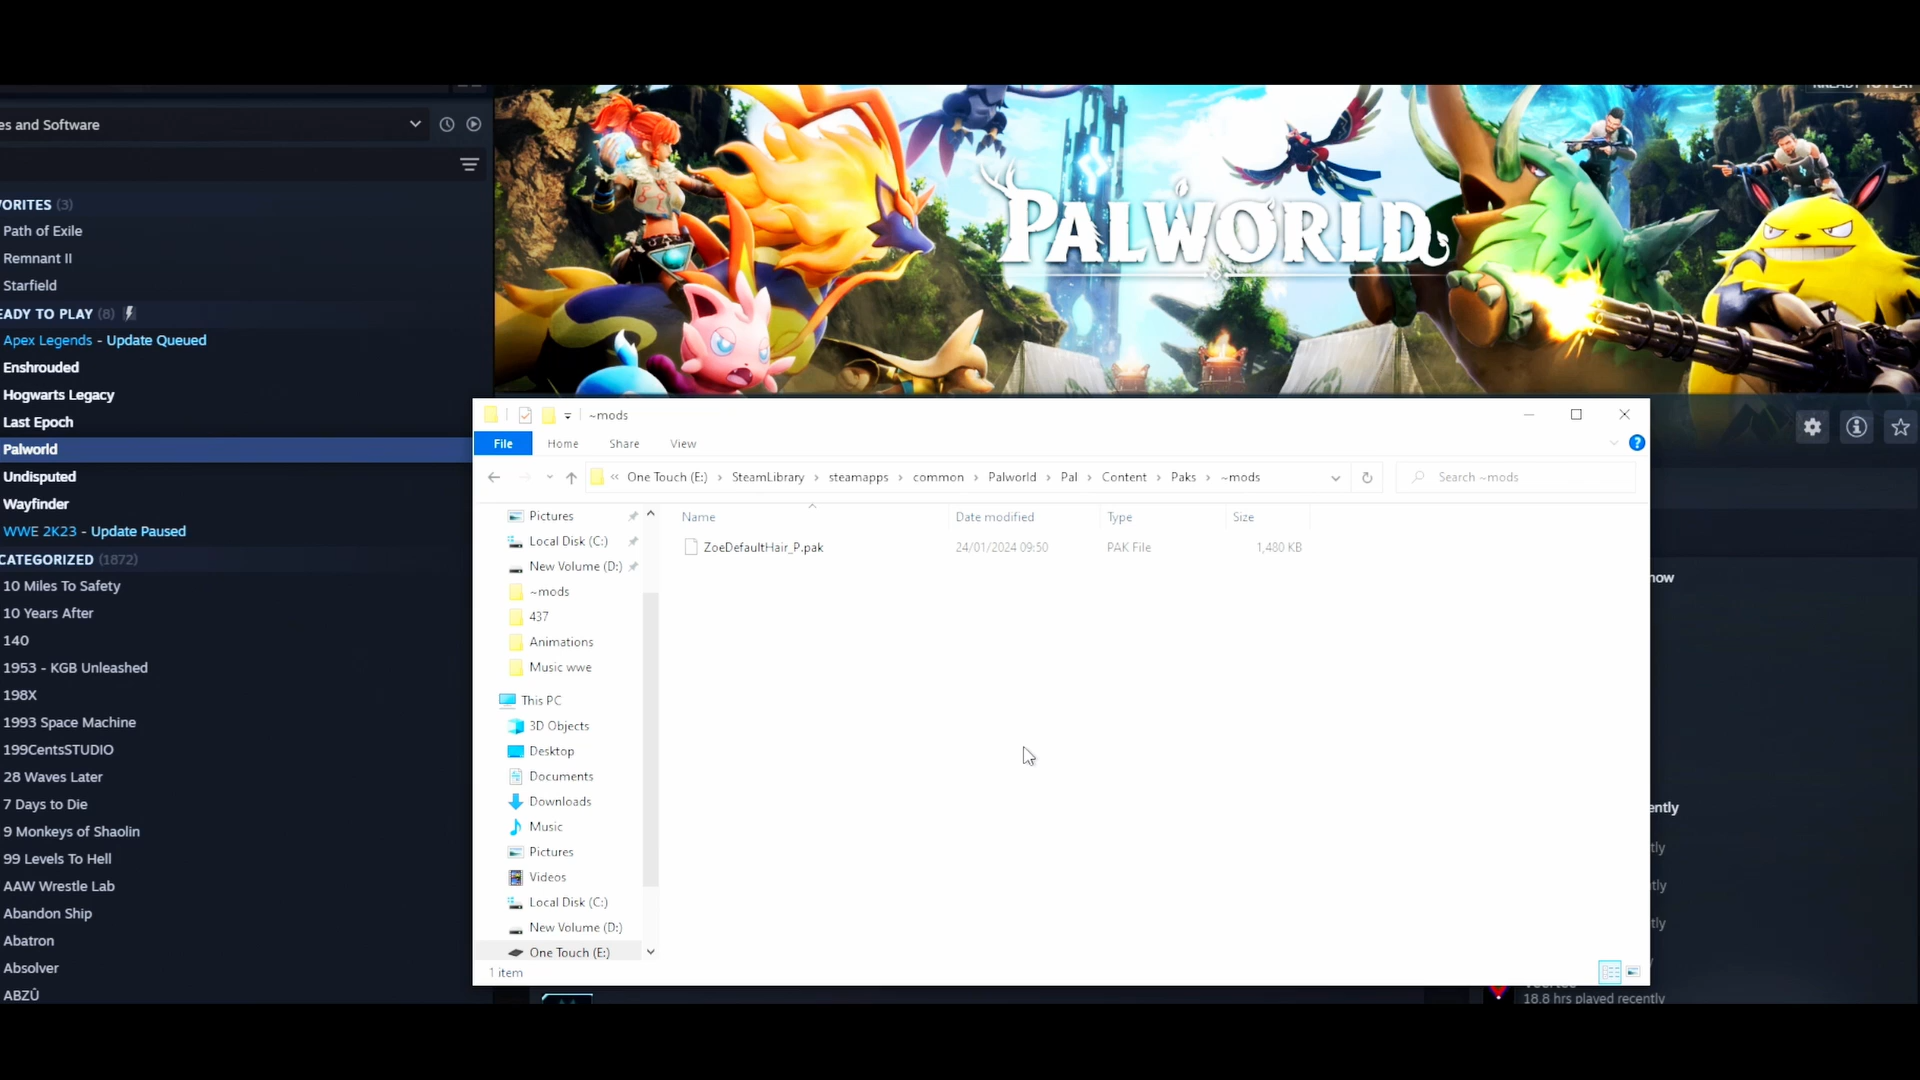 es and Software
ORITES (3)
Path of Exile
Remnant II
Starfield
EADY TO PLAY (8)
Apex Legends - Update Queued
Enshrouded
Hogwarts Legacy
Last Epoch
Palworld
Undisputed
Wayfinder
WWE 2K23 - Update Paused
CATEGORIZED (1872)
10 Miles To Safety
10 Years After
140
1953 - KGB Unleashed
198X
1993 Space Machine
199CentsSTUDIO
28 Waves Later
7 Days to Die
9 Monkeys of Shaolin
99 Levels To Hell
AAW Wrestle Lab
Abandon Ship
Abatron
Absolver
ABZÛ
PALWORLD
~mods
File Home Share View
« One Touch (E:) › SteamLibrary › steamapps › common › Palworld › Pal › Content › Paks › ~mods
Search ~mods
Pictures
Local Disk (C:)
New Volume (D:)
~mods
437
Animations
Music wwe
This PC
3D Objects
Desktop
Documents
Downloads
Music
Pictures
Videos
Local Disk (C:)
New Volume (D:)
One Touch (E:)
Name Date modified Type Size
ZoeDefaultHair_P.pak 24/01/2024 09:50 PAK File 1,480 KB
1 item
now
ently
tly
tly
tly
18.8 hrs played recently